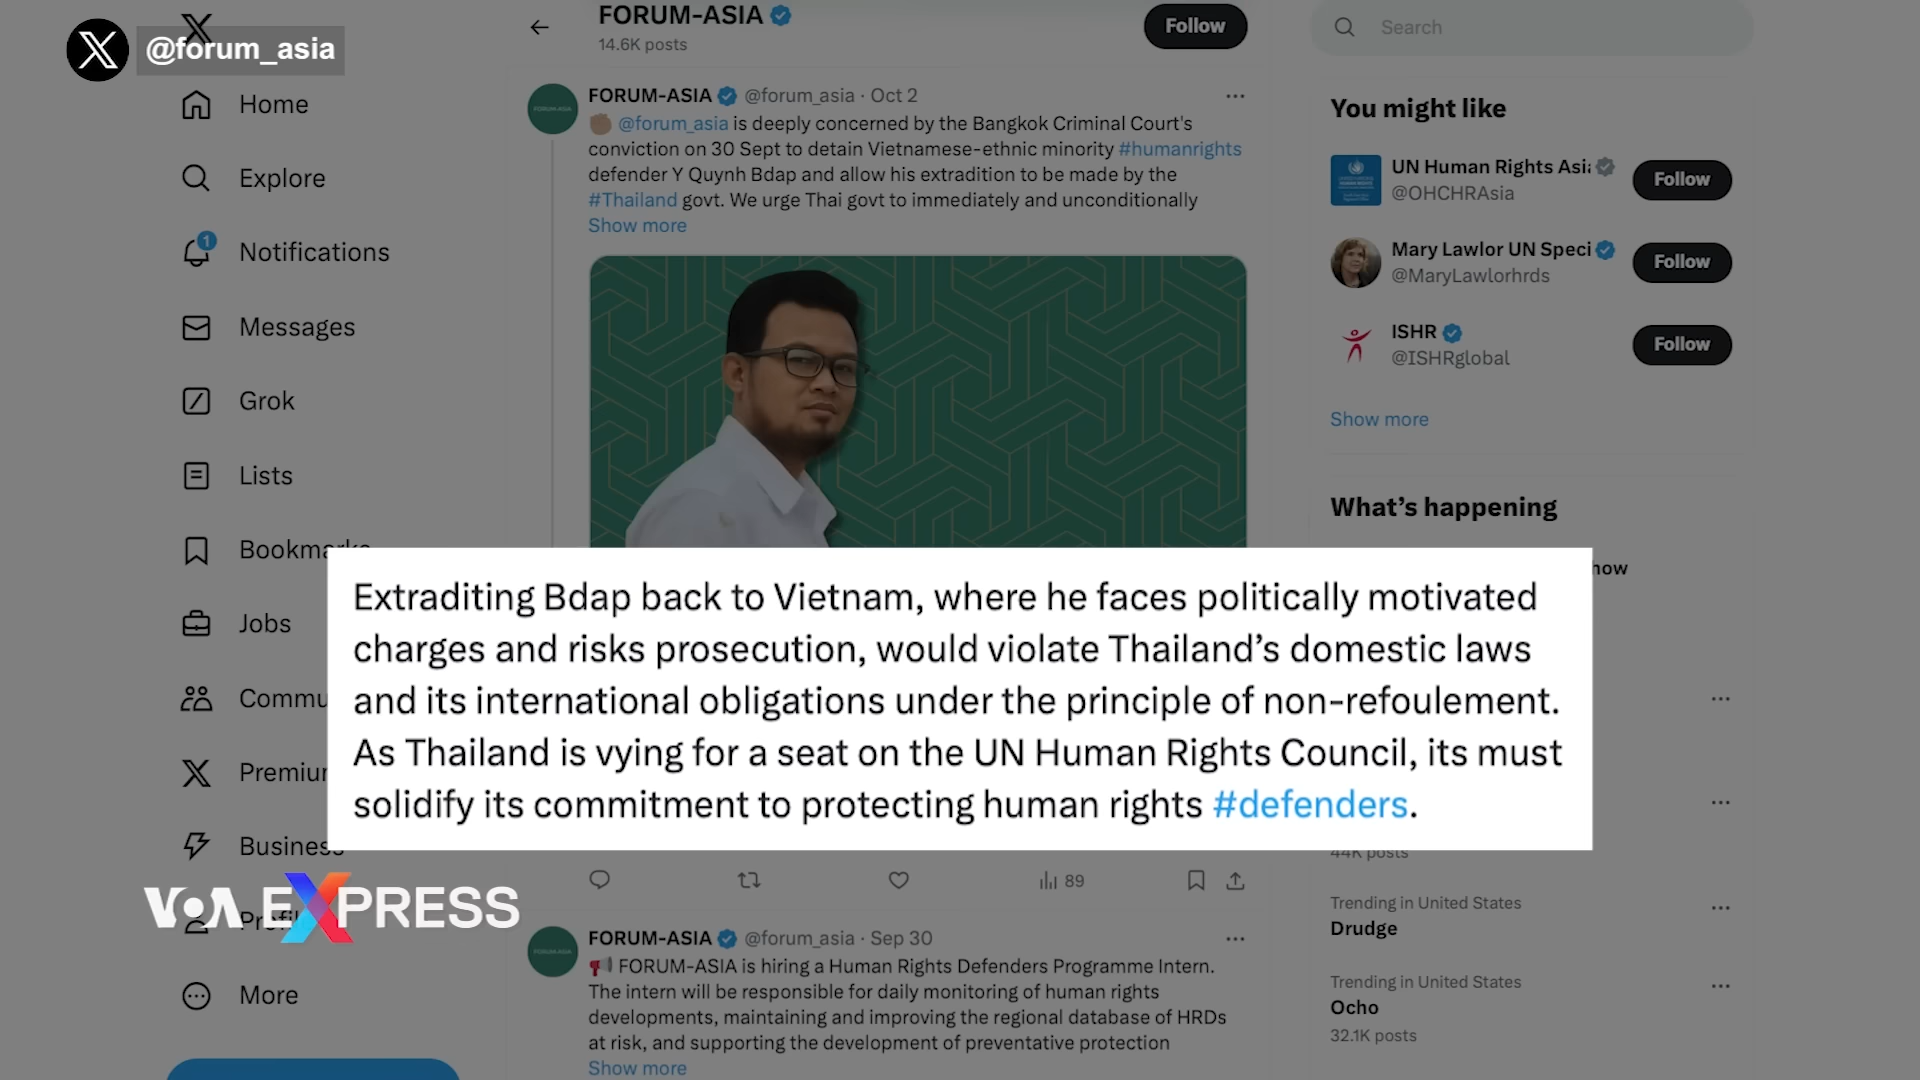 @forum_asia
Home
Explore
1
Notifications
Messages
Grok
Lists
Bookmarks
Jobs
Commu
Premium
Business
Profile
More
FORUM-ASIA
14.6K posts
Follow
FORUM-ASIA @forum_asia · Oct 2
@forum_asia is deeply concerned by the Bangkok Criminal Court's
conviction on 30 Sept to detain Vietnamese-ethnic minority #humanrights
defender Y Quynh Bdap and allow his extradition to be made by the
#Thailand govt. We urge Thai govt to immediately and unconditionally
Show more
Extraditing Bdap back to Vietnam, where he faces politically motivated
charges and risks prosecution, would violate Thailand’s domestic laws
and its international obligations under the principle of non-refoulement.
As Thailand is vying for a seat on the UN Human Rights Council, its must
solidify its commitment to protecting human rights #defenders.
89
FORUM-ASIA @forum_asia · Sep 30
FORUM-ASIA is hiring a Human Rights Defenders Programme Intern.
The intern will be responsible for daily monitoring of human rights
developments, maintaining and improving the regional database of HRDs
at risk, and supporting the development of preventative protection
Show more
Search
You might like
UN Human Rights Asia
@OHCHRAsia
Follow
Mary Lawlor UN Speci
@MaryLawlorhrds
Follow
ISHR
@ISHRglobal
Follow
Show more
What’s happening
how
44K posts
Trending in United States
Drudge
Trending in United States
Ocho
32.1K posts
VOA EXPRESS